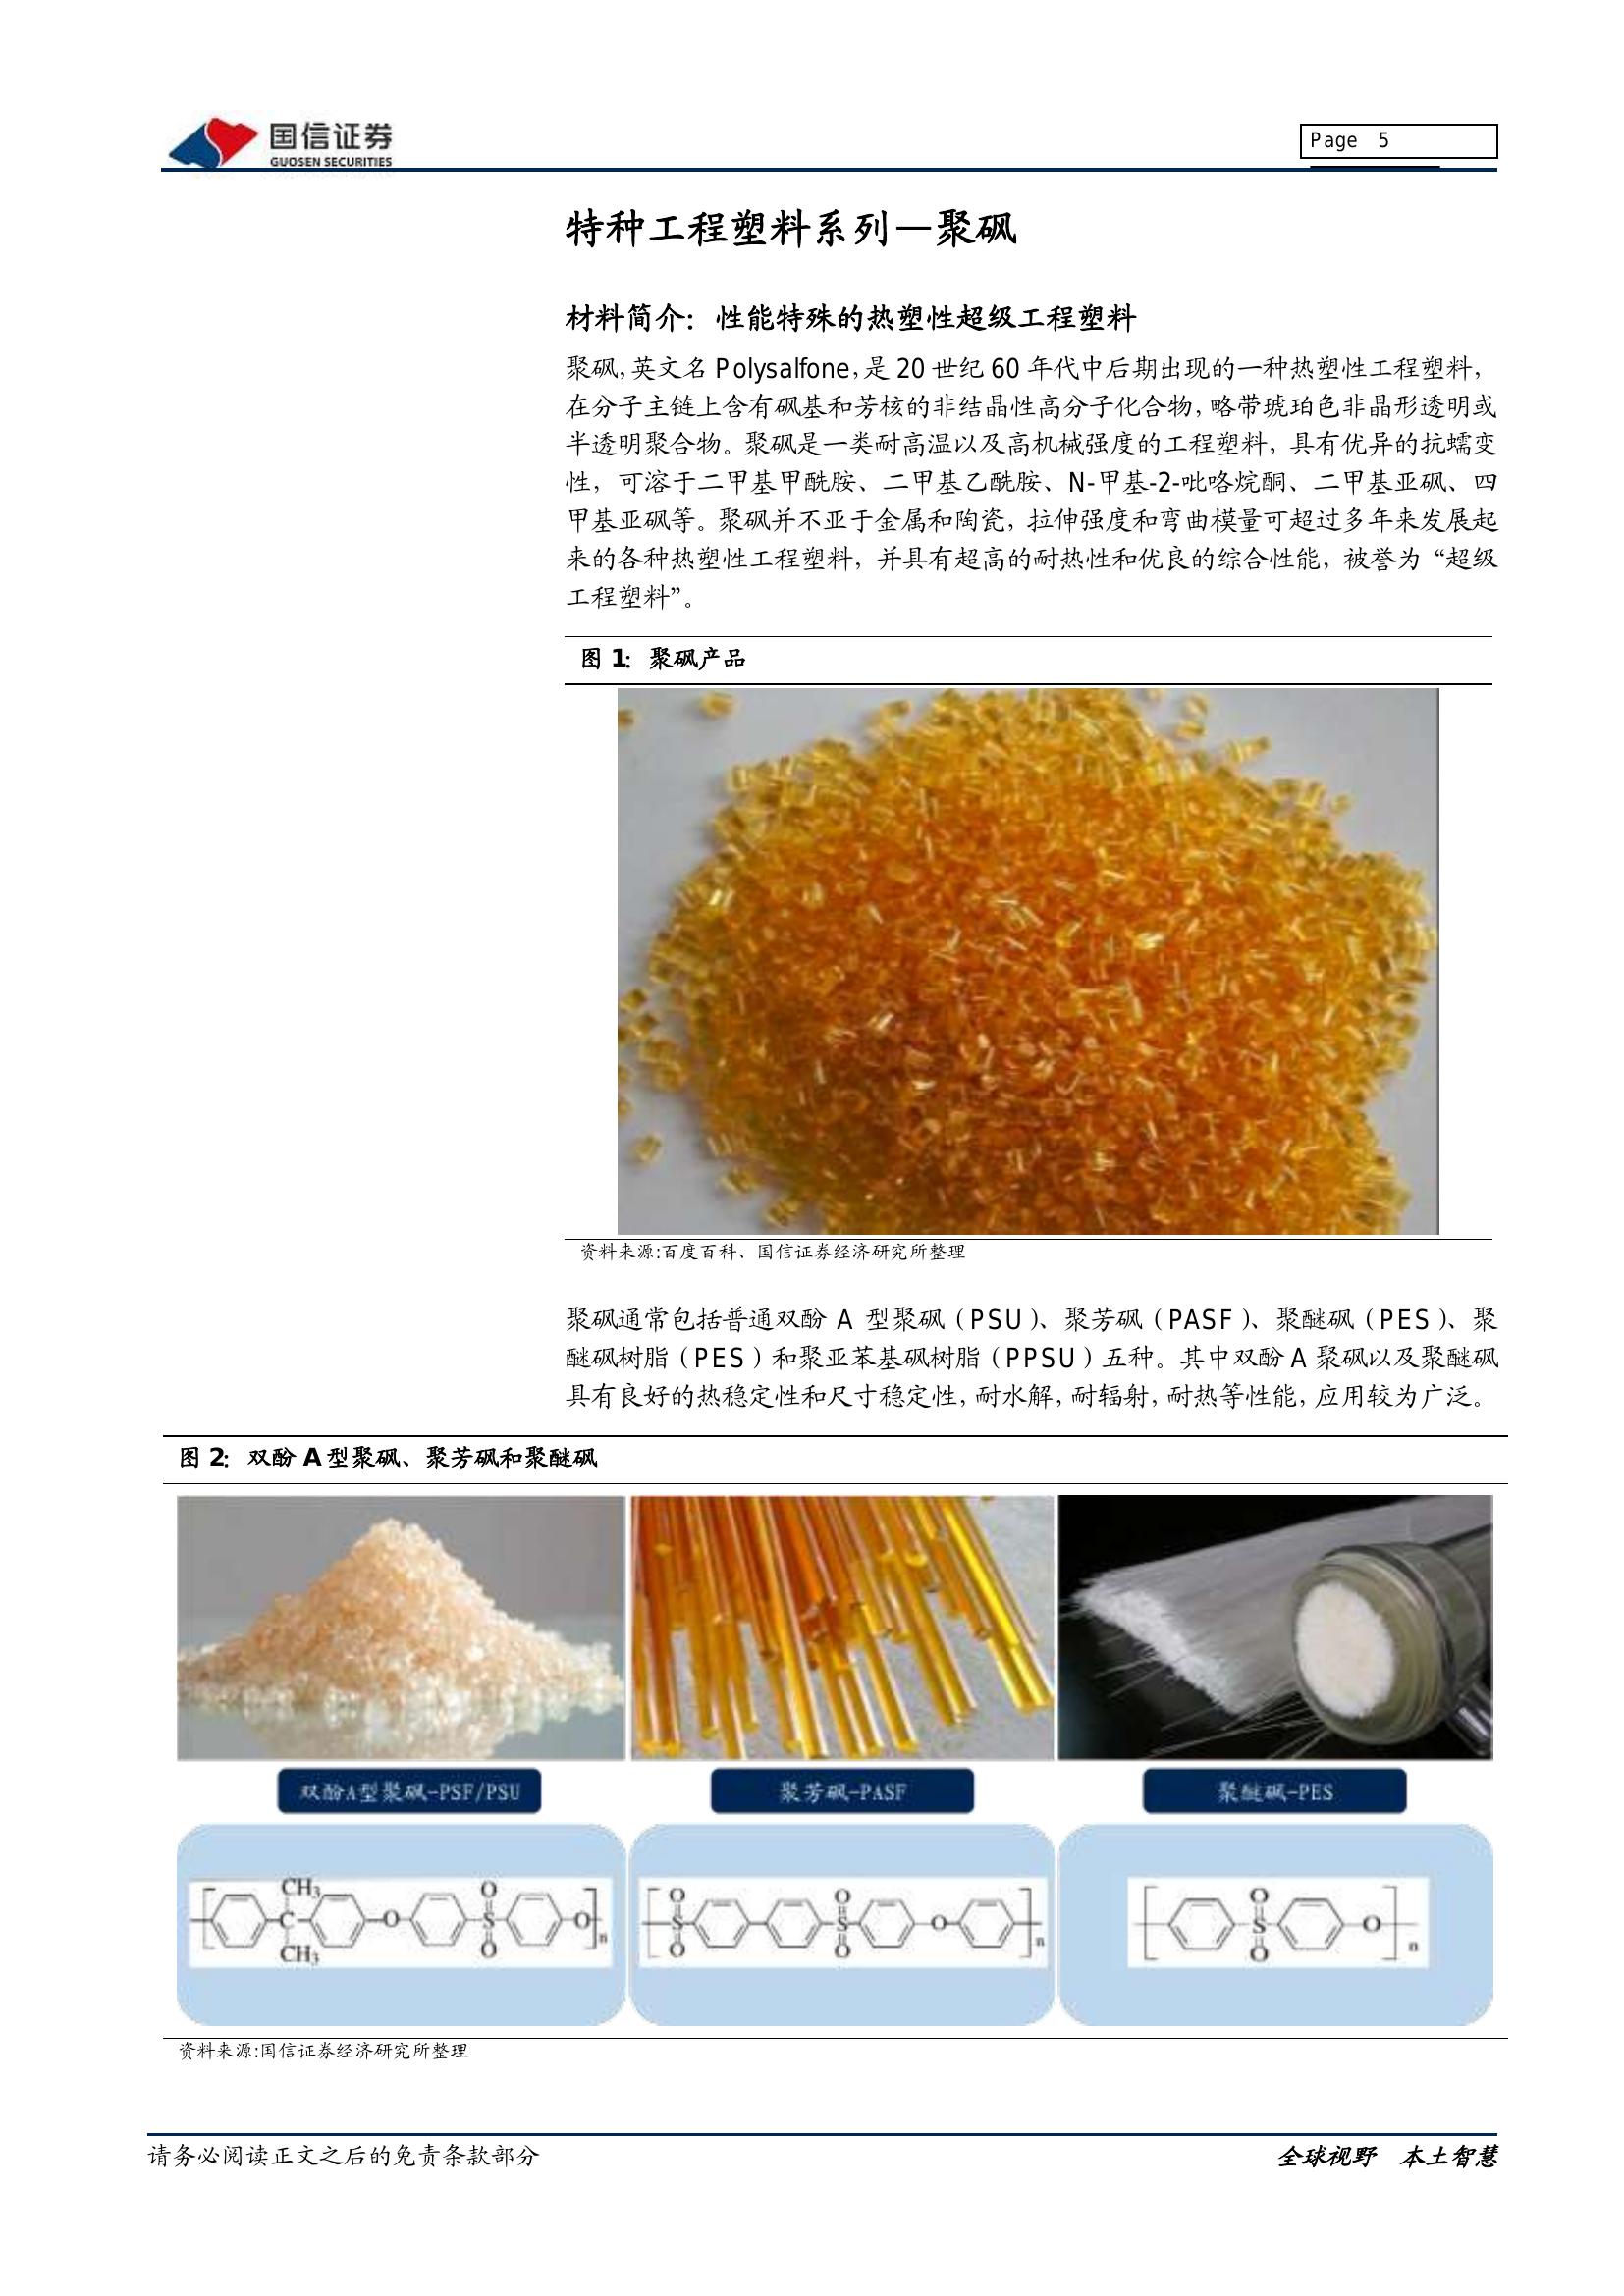 国信证券
GUOSEN SECURITIES
Page 5
特种工程塑料系列—聚砜
材料简介：性能特殊的热塑性超级工程塑料
聚砜，英文名 Polysalfone，是 20 世纪 60 年代中后期出现的一种热塑性工程塑料，
在分子主链上含有砜基和芳核的非结晶性高分子化合物，略带琥珀色非晶形透明或
半透明聚合物。聚砜是一类耐高温以及高机械强度的工程塑料，具有优异的抗蠕变
性，可溶于二甲基甲酰胺、二甲基乙酰胺、N-甲基-2-吡咯烷酮、二甲基亚砜、四
甲基亚砜等。聚砜并不亚于金属和陶瓷，拉伸强度和弯曲模量可超过多年来发展起
来的各种热塑性工程塑料，并具有超高的耐热性和优良的综合性能，被誉为“超级
工程塑料”。
图 1：聚砜产品
资料来源:百度百科、国信证券经济研究所整理
聚砜通常包括普通双酚 A 型聚砜（PSU）、聚芳砜（PASF）、聚醚砜（PES）、聚
醚砜树脂（PES）和聚亚苯基砜树脂（PPSU）五种。其中双酚 A 聚砜以及聚醚砜
具有良好的热稳定性和尺寸稳定性，耐水解，耐辐射，耐热等性能，应用较为广泛。
图 2：双酚 A 型聚砜、聚芳砜和聚醚砜
双酚A型聚砜-PSF/PSU
聚芳砜-PASF
聚醚砜-PES
CH3 C CH3 O O S O O n
O S O O S O O n
O S O O n
资料来源:国信证券经济研究所整理
请务必阅读正文之后的免责条款部分
全球视野 本土智慧